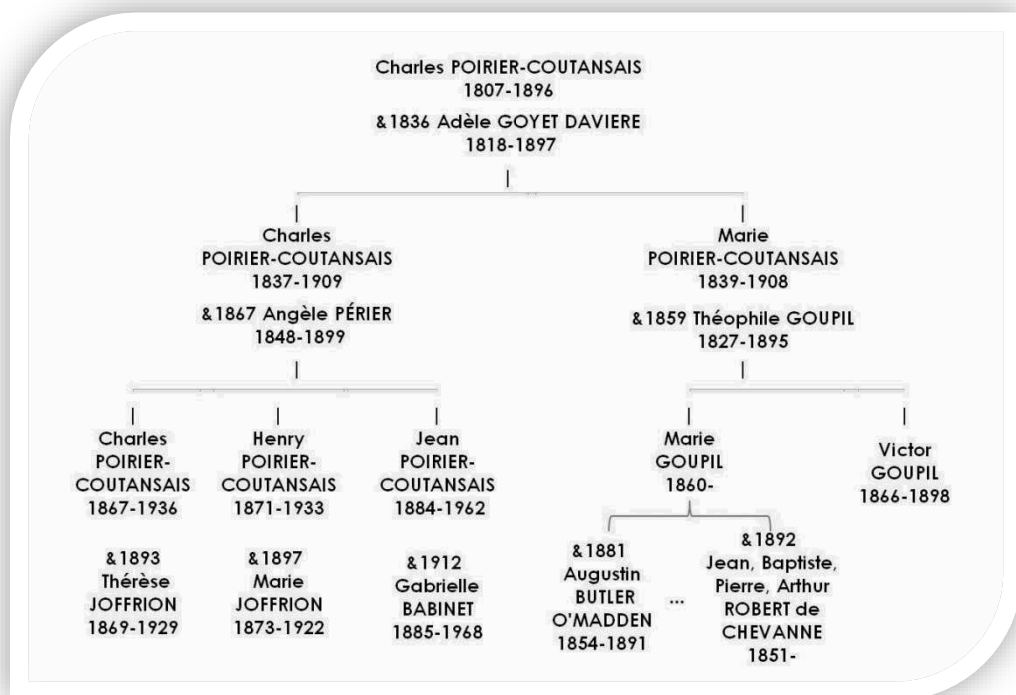 Charles POIRIER-COUTANSAIS
1807-1896
&1836 Adèle GOYET DAVIERE
1818-1897
Charles
POIRIER-COUTANSAIS
1837-1909
&1867 Angèle PÉRIER
1848-1899
Marie
POIRIER-COUTANSAIS
1839-1908
&1859 Théophile GOUPIL
1827-1895
Charles
POIRIER-
COUTANSAIS
1867-1936
&1893
Thérèse
JOFFRION
1869-1929
Henry
POIRIER-
COUTANSAIS
1871-1933
&1897
Marie
JOFFRION
1873-1922
Jean
POIRIER-
COUTANSAIS
1884-1962
&1912
Gabrielle
BABINET
1885-1968
Marie
GOUPIL
1860-
&1881
Augustin
BUTLER
O'MADDEN
1854-1891
...
&1892
Jean, Baptiste,
Pierre, Arthur
ROBERT de
CHEVANNE
1851-
Victor
GOUPIL
1866-1898